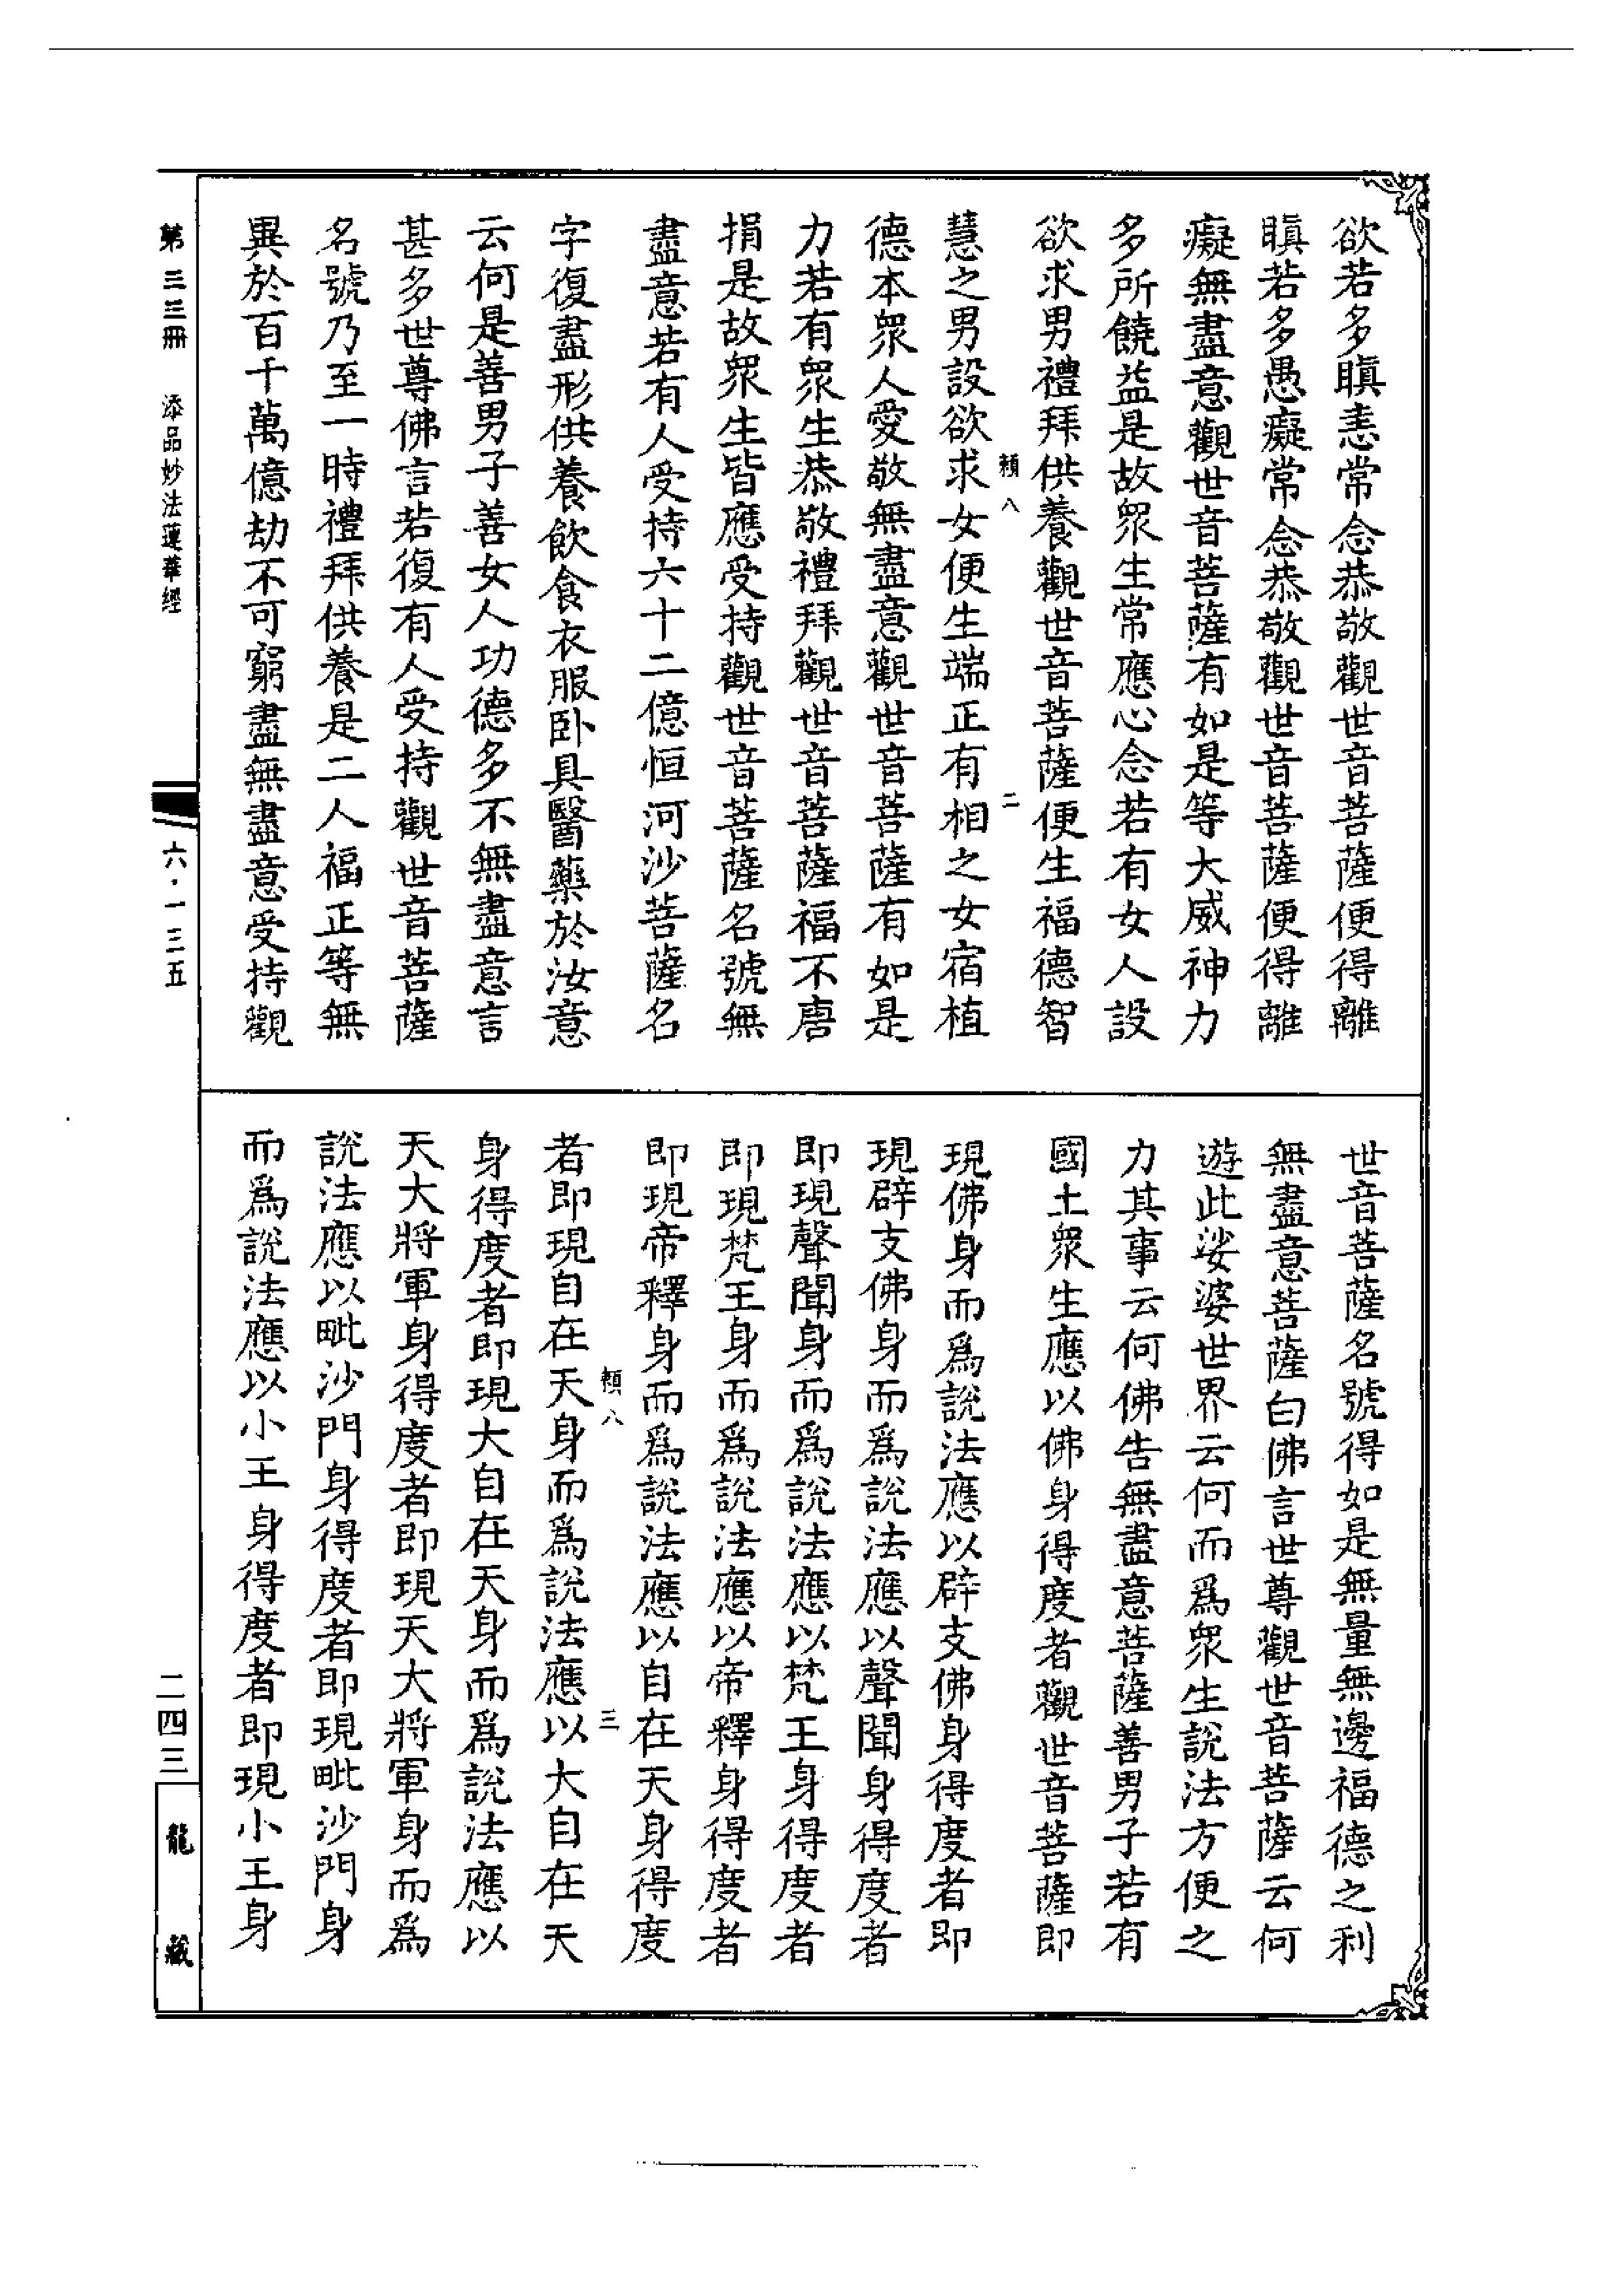 欲若多瞋恚常念恭敬觀世音菩薩便得離
瞋若多愚癡常念恭敬觀世音菩薩便得離
癡無盡意觀世音菩薩有如是等大威神力
多所饒益是故眾生常應心念若有女人設
欲求男禮拜供養觀世音菩薩便生福德智
頼八 二
慧之男設欲求女便生端正有相之女宿植
德本眾人愛敬無盡意觀世音菩薩有如是
力若有眾生恭敬禮拜觀世音菩薩福不唐
捐是故眾生皆應受持觀世音菩薩名號無
盡意若有人受持六十二億恒河沙菩薩名
字復盡形供養飲食衣服卧具醫藥於汝意
云何是善男子善女人功德多不無盡意言
甚多世尊佛言若復有人受持觀世音菩薩
名號乃至一時禮拜供養是二人福正等無
異於百千萬億劫不可窮盡無盡意受持觀
世音菩薩名號得如是無量無邊福德之利
無盡意菩薩白佛言世尊觀世音菩薩云何
遊此娑婆世界云何而爲眾生說法方便之
力其事云何佛告無盡意菩薩善男子若有
國土眾生應以佛身得度者觀世音菩薩即
現佛身而爲說法應以辟支佛身得度者即
現辟支佛身而爲說法應以聲聞身得度者
即現聲聞身而爲說法應以梵王身得度者
即現梵王身而爲說法應以帝釋身得度者
即現帝釋身而爲說法應以自在天身得度
頼八 三
者即現自在天身而爲說法應以大自在天
身得度者即現大自在天身而爲說法應以
天大將軍身得度者即現天大將軍身而爲
說法應以毗沙門身得度者即現毗沙門身
而爲說法應以小王身得度者即現小王身
第三三冊 添品妙法蓮華經 六·一三五 二四三
龍藏